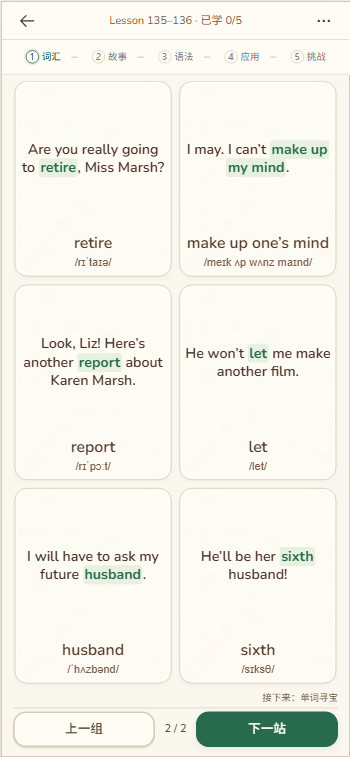 Lesson 135–136 · 已学 0/5
1 词汇 – 2 故事 – 3 语法 – 4 应用 – 5 挑战
Are you really going
to retire, Miss Marsh?
retire
/rɪˈtaɪə/
I may. I can’t make up
my mind.
make up one’s mind
/meɪk ʌp wʌnz maɪnd/
Look, Liz! Here’s
another report about
Karen Marsh.
report
/rɪˈpɔːt/
He won’t let me make
another film.
let
/let/
I will have to ask my
future husband.
husband
/ˈhʌzbənd/
He’ll be her sixth
husband!
sixth
/sɪksθ/
接下来：单词寻宝
上一组
2 / 2
下一站